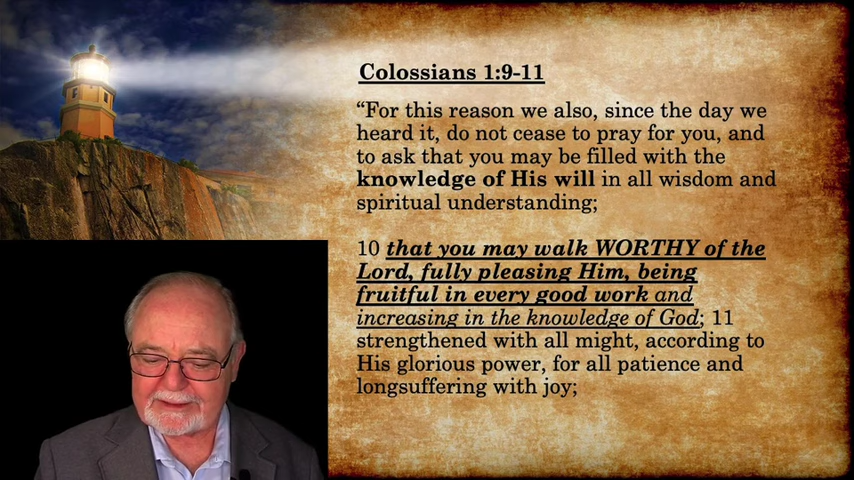 Colossians 1:9-11
“For this reason we also, since the day we
heard it, do not cease to pray for you, and
to ask that you may be filled with the
knowledge of His will in all wisdom and
spiritual understanding;
10 that you may walk WORTHY of the
Lord, fully pleasing Him, being
fruitful in every good work and
increasing in the knowledge of God; 11
strengthened with all might, according to
His glorious power, for all patience and
longsuffering with joy;